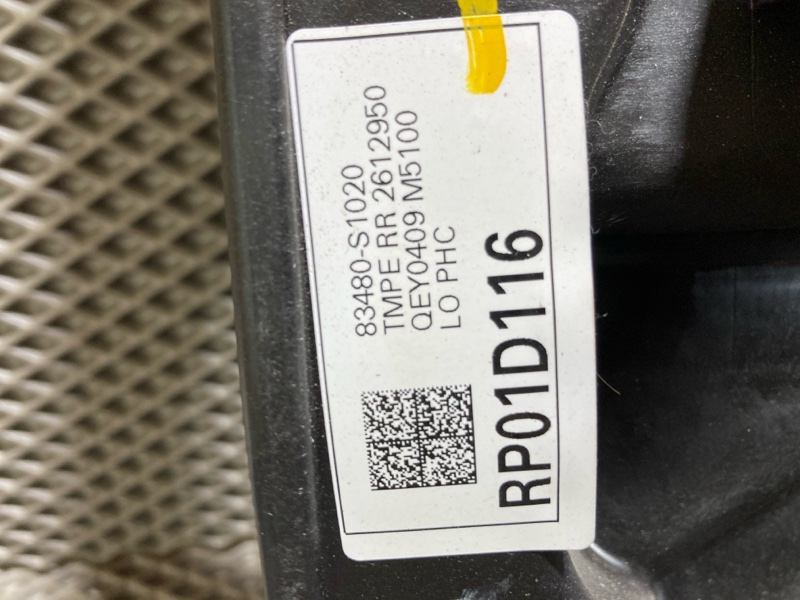 83480-S1020
TMPE RR 2612950
QEY0409 M5100
LO PHC
RP01D116